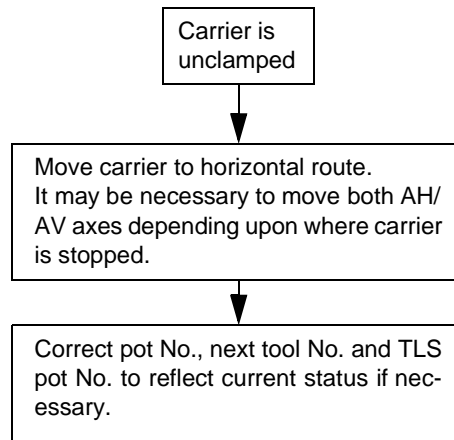 Carrier is
unclamped
Move carrier to horizontal route.
It may be necessary to move both AH/
AV axes depending upon where carrier
is stopped.
Correct pot No., next tool No. and TLS
pot No. to reflect current status if nec-
essary.